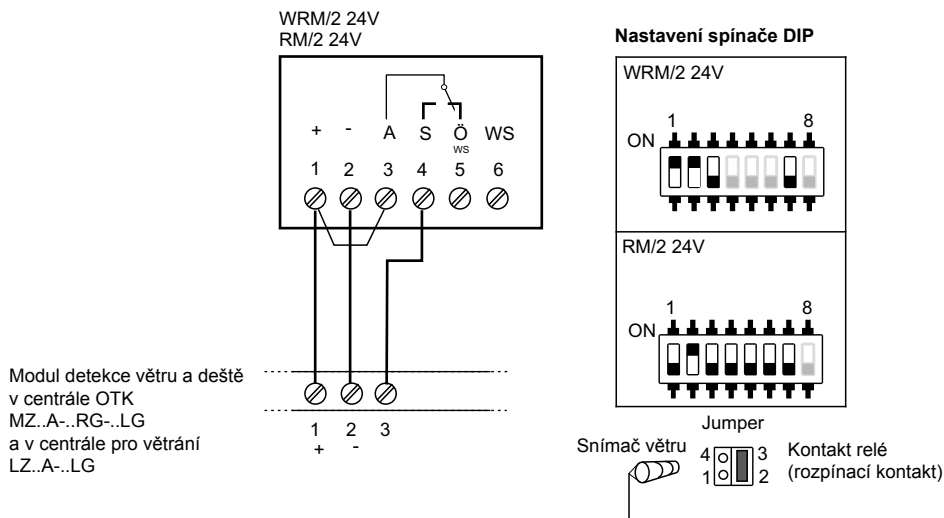 WRM/2 24V
RM/2 24V
+ - A S Ö WS
WS
1 2 3 4 5 6
Modul detekce větru a deště
v centrále OTK
MZ..A-..RG-..LG
a v centrále pro větrání
LZ..A-..LG
1 2 3
+ -
Nastavení spínače DIP
WRM/2 24V
1 8
ON
RM/2 24V
1 8
ON
Jumper
Snímač větru
4 3
1 2
Kontakt relé
(rozpínací kontakt)